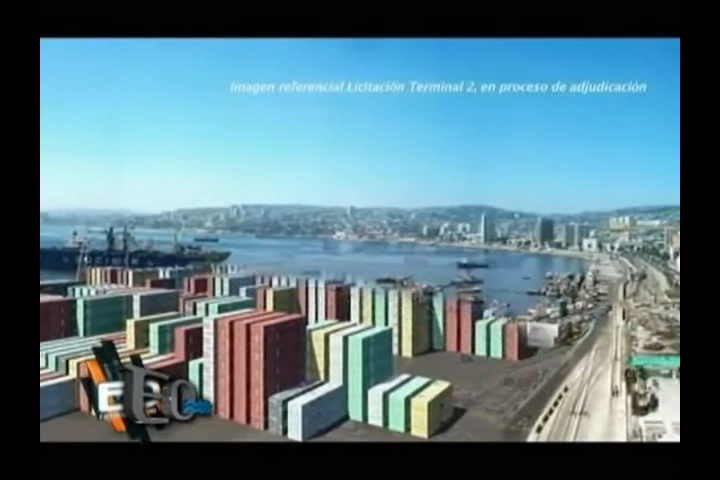 Imagen referencial Licitación Terminal 2, en proceso de adjudicación